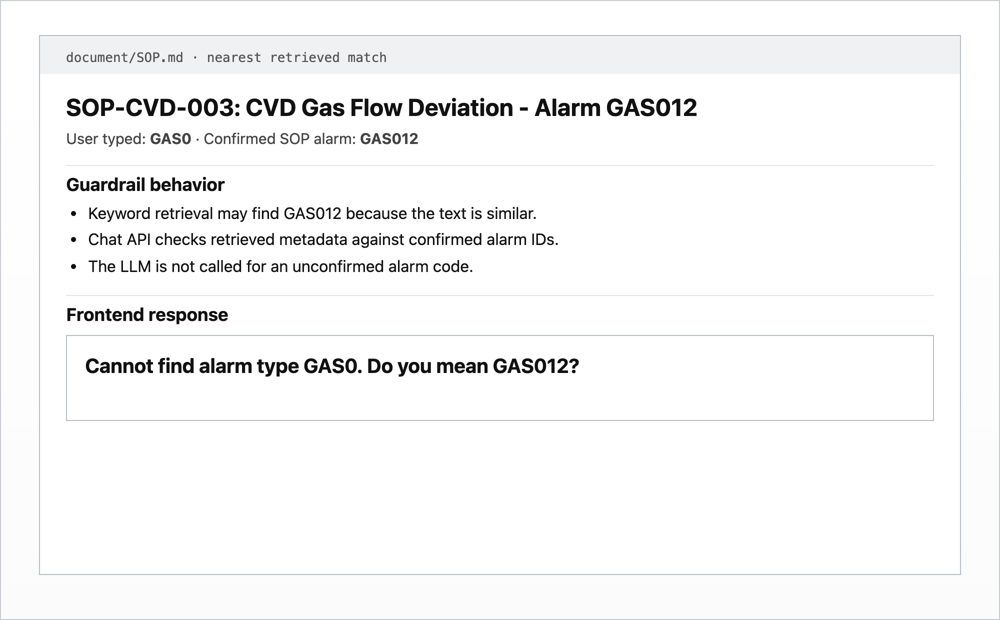 document/SOP.md · nearest retrieved match
SOP-CVD-003: CVD Gas Flow Deviation - Alarm GAS012
User typed: GAS0 · Confirmed SOP alarm: GAS012
Guardrail behavior
• Keyword retrieval may find GAS012 because the text is similar.
• Chat API checks retrieved metadata against confirmed alarm IDs.
• The LLM is not called for an unconfirmed alarm code.
Frontend response
Cannot find alarm type GAS0. Do you mean GAS012?